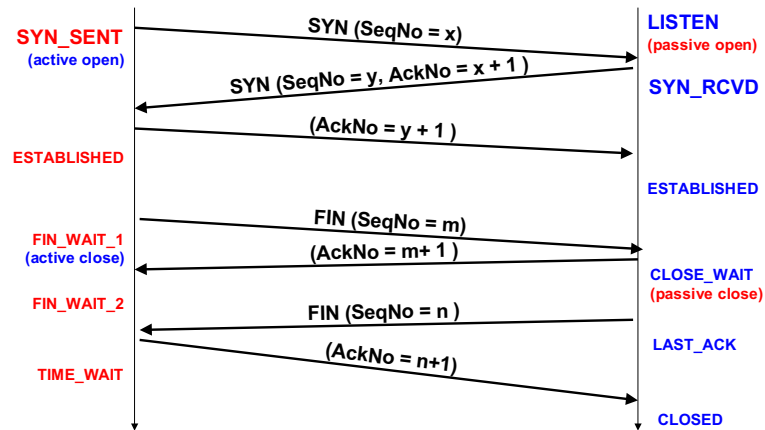 SYN (SeqNo = x)
LISTEN
SYN_SENT
(passive open)
(active open)
SYN (SeqNo = y, AckNo = x + 1 )
SYN_RCVD
(AckNo = y + 1 )
ESTABLISHED
ESTABLISHED
FIN (SeqNo = m)
FIN_WAIT_1
(active close)
(AckNo = m+ 1 )
CLOSE_WAIT
(passive close)
FIN_WAIT_2
FIN (SeqNo = n )
LAST_ACK
(AckNo = n+1)
TIME_WAIT
CLOSED